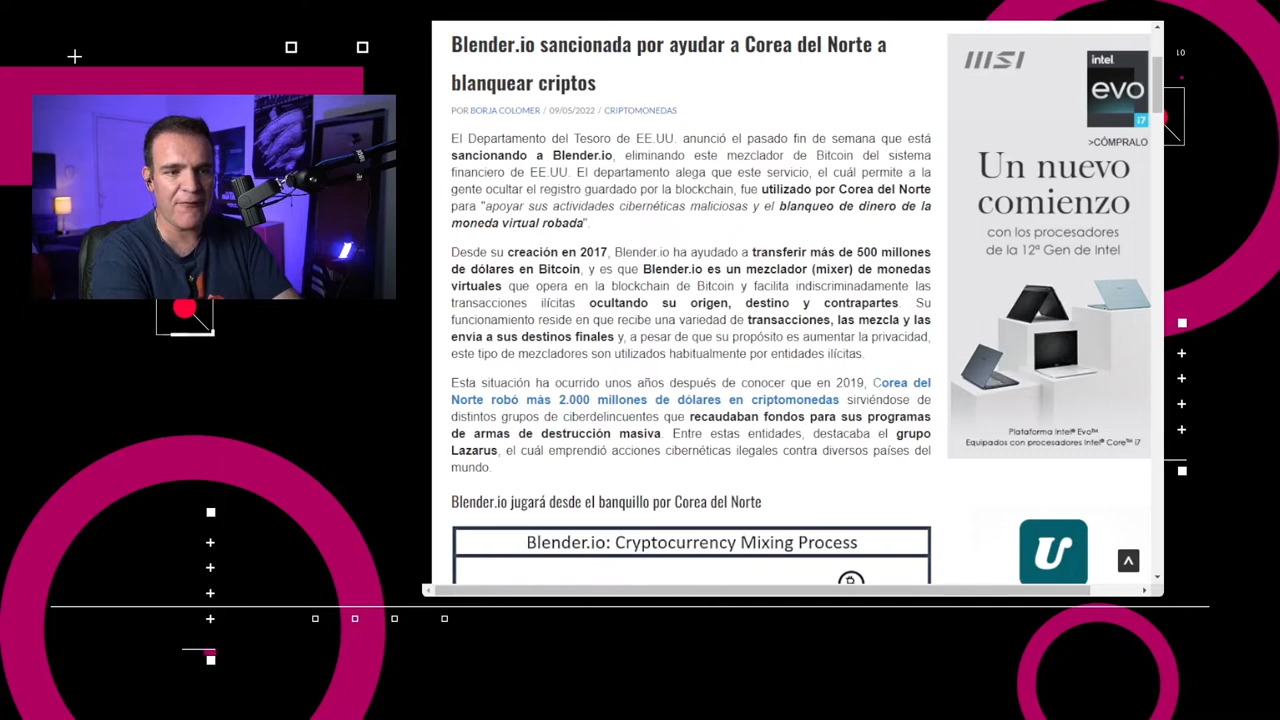 Blender.io sancionada por ayudar a Corea del Norte a
blanquear criptos
POR BORJA COLOMER / 09/05/2022 / CRIPTOMONEDAS
El Departamento del Tesoro de EE.UU. anunció el pasado fin de semana que está
sancionando a Blender.io, eliminando este mezclador de Bitcoin del sistema
financiero de EE.UU. El departamento alega que este servicio, el cuál permite a la
gente ocultar el registro guardado por la blockchain, fue utilizado por Corea del Norte
para "apoyar sus actividades cibernéticas maliciosas y el blanqueo de dinero de la
moneda virtual robada".
Desde su creación en 2017, Blender.io ha ayudado a transferir más de 500 millones
de dólares en Bitcoin, y es que Blender.io es un mezclador (mixer) de monedas
virtuales que opera en la blockchain de Bitcoin y facilita indiscriminadamente las
transacciones ilícitas ocultando su origen, destino y contrapartes. Su
funcionamiento reside en que recibe una variedad de transacciones, las mezcla y las
envia a sus destinos finales y, a pesar de que su propósito es aumentar la privacidad,
este tipo de mezcladores son utilizados habitualmente por entidades ilícitas.
Esta situación ha ocurrido unos años después de conocer que en 2019, Corea del
Norte robó más 2.000 millones de dólares en criptomonedas sirviéndose de
distintos grupos de ciberdelincuentes que recaudaban fondos para sus programas
de armas de destrucción masiva. Entre estas entidades, destacaba el grupo
Lazarus, el cuál emprendió acciones cibernéticas ilegales contra diversos países del
mundo.
Blender.io jugará desde el banquillo por Corea del Norte
Blender.io: Cryptocurrency Mixing Process
msi
intel
evo
i7
>CÓMPRALO
Un nuevo
comienzo
con los procesadores
de la 12ª Gen de Intel
Plataforma Intel® Evo™
Equipados con procesadores Intel® Core™ i7
U
10